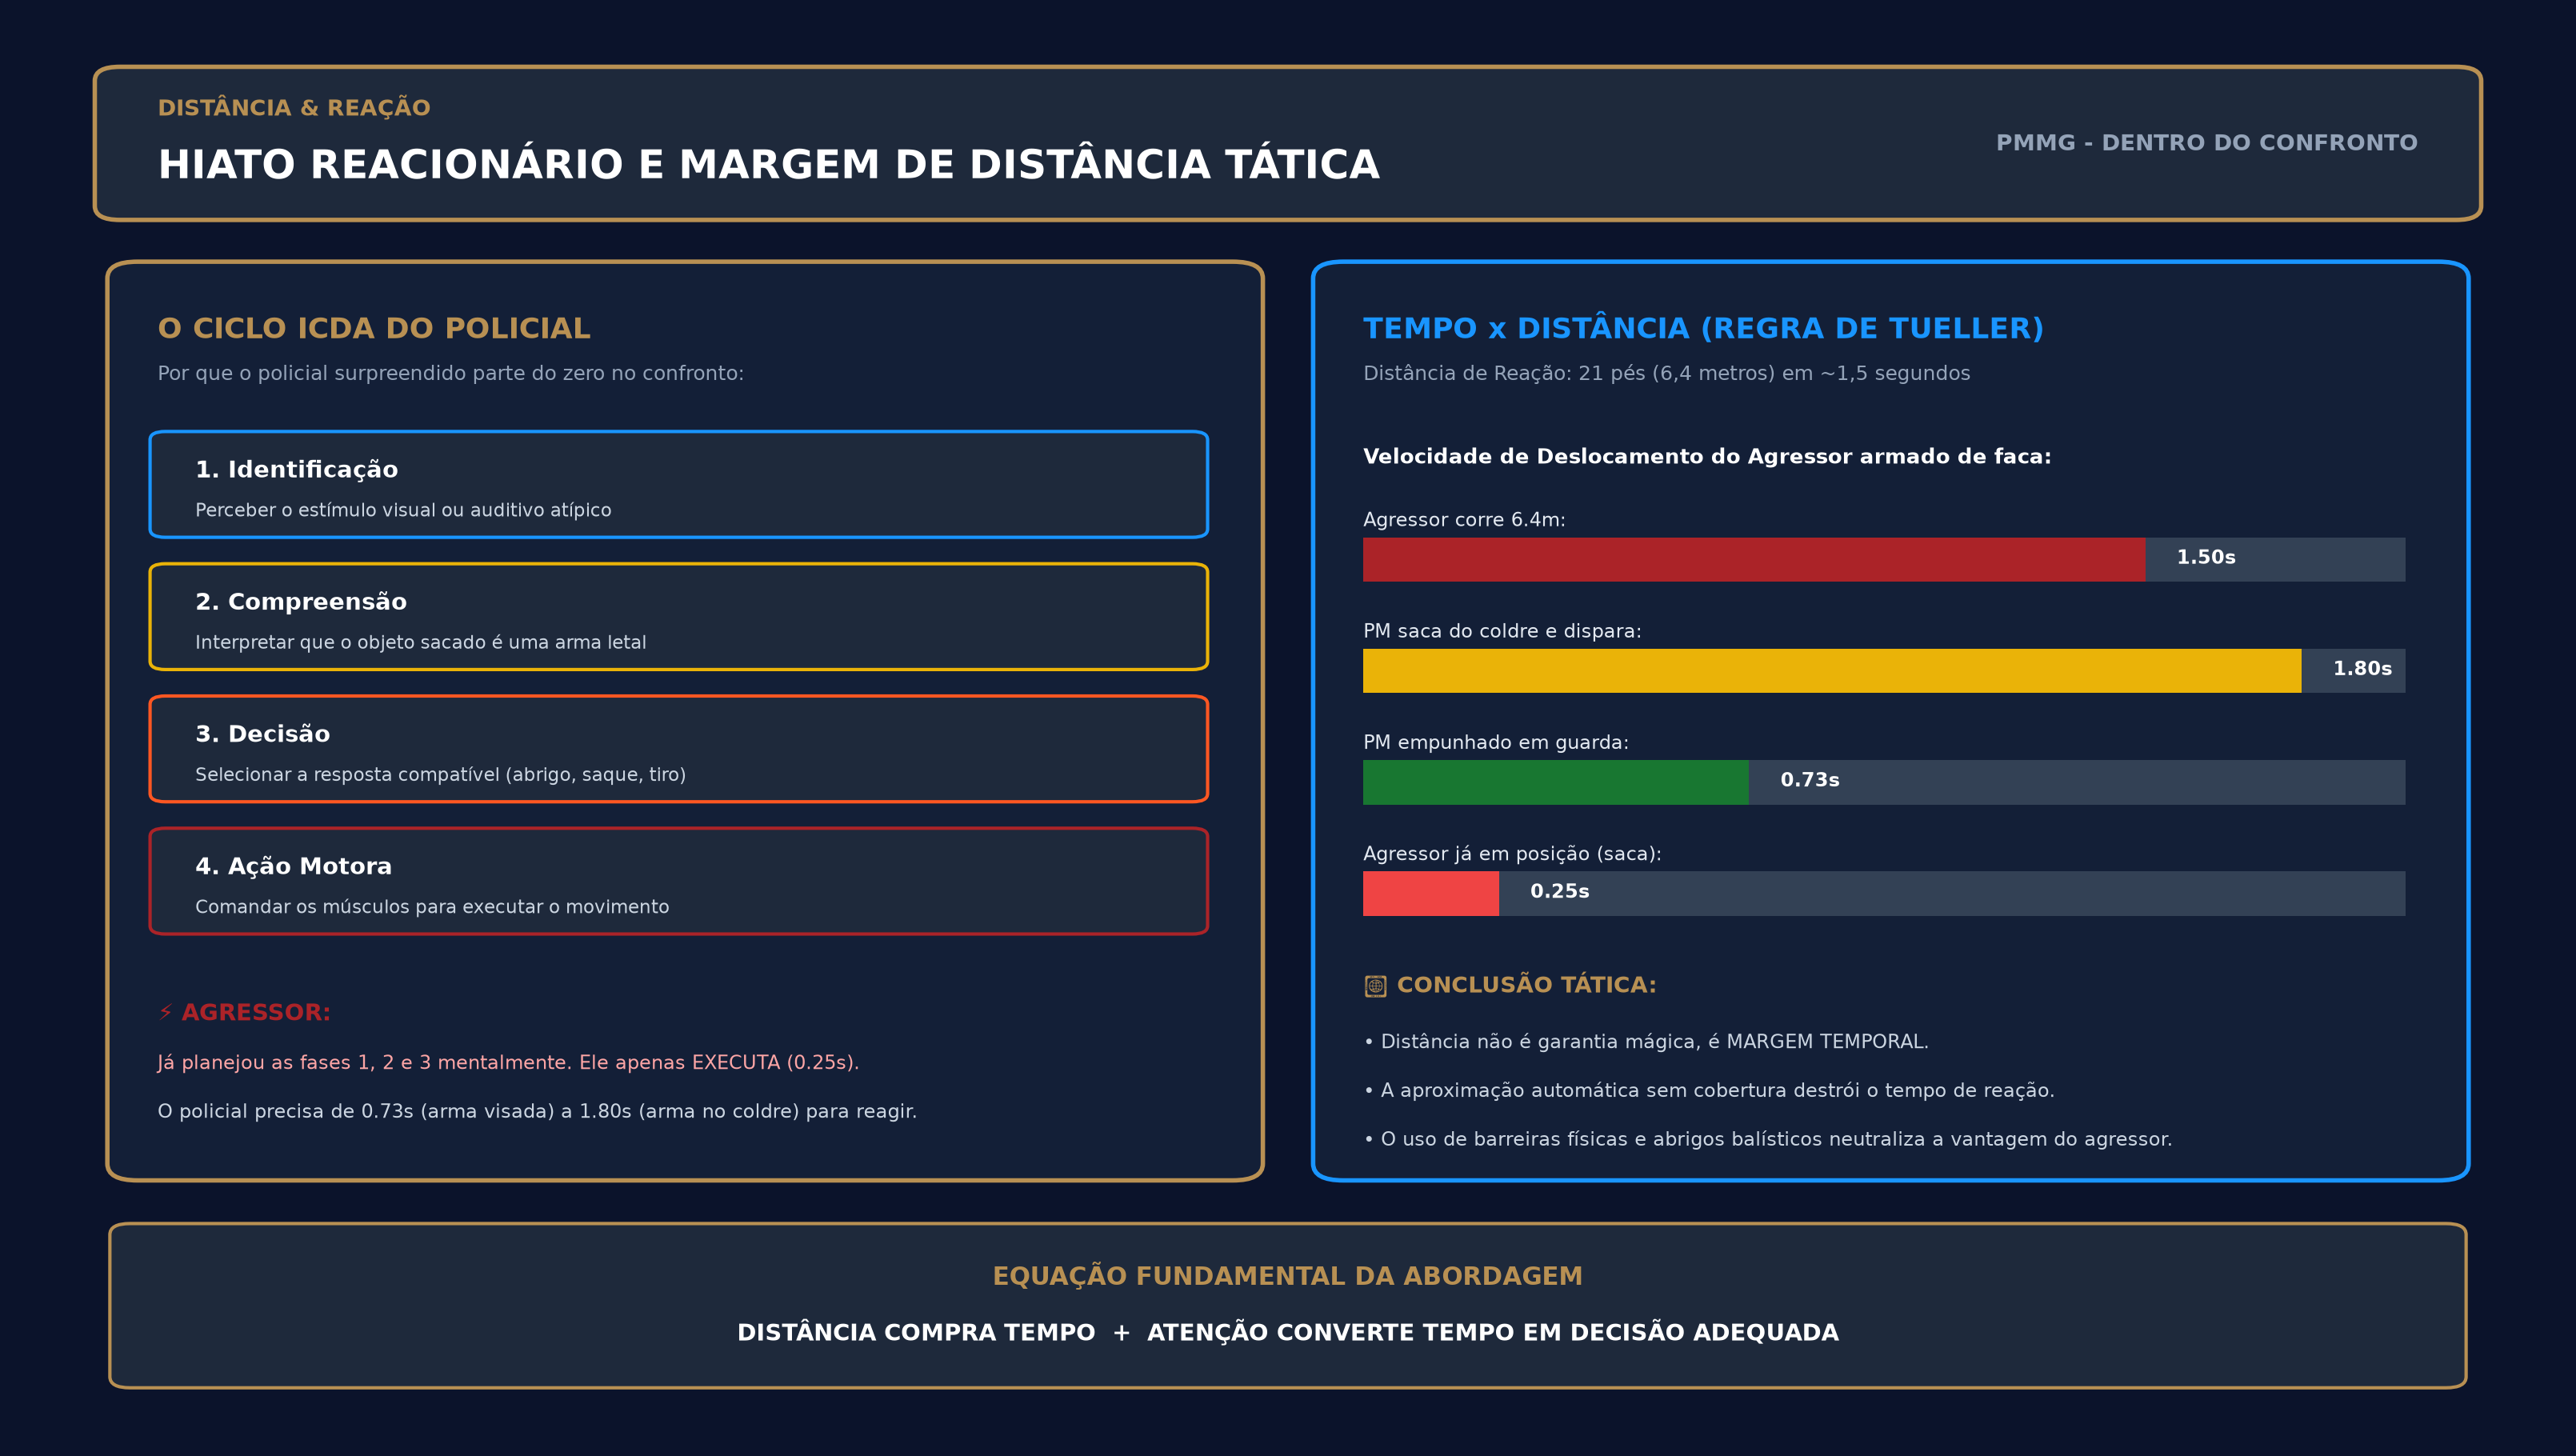 DISTÂNCIA & REAÇÃO
HIATO REACIONÁRIO E MARGEM DE DISTÂNCIA TÁTICA
PMMG - DENTRO DO CONFRONTO
O CICLO ICDA DO POLICIAL
Por que o policial surpreendido parte do zero no confronto:
1. Identificação
Perceber o estímulo visual ou auditivo atípico
2. Compreensão
Interpretar que o objeto sacado é uma arma letal
3. Decisão
Selecionar a resposta compatível (abrigo, saque, tiro)
4. Ação Motora
Comandar os músculos para executar o movimento
⚡ AGRESSOR:
Já planejou as fases 1, 2 e 3 mentalmente. Ele apenas EXECUTA (0.25s).
O policial precisa de 0.73s (arma visada) a 1.80s (arma no coldre) para reagir.
TEMPO x DISTÂNCIA (REGRA DE TUELLER)
Distância de Reação: 21 pés (6,4 metros) em ~1,5 segundos
Velocidade de Deslocamento do Agressor armado de faca:
Agressor corre 6.4m:
1.50s
PM saca do coldre e dispara:
1.80s
PM empunhado em guarda:
0.73s
Agressor já em posição (saca):
0.25s
CONCLUSÃO TÁTICA:
• Distância não é garantia mágica, é MARGEM TEMPORAL.
• A aproximação automática sem cobertura destrói o tempo de reação.
• O uso de barreiras físicas e abrigos balísticos neutraliza a vantagem do agressor.
EQUAÇÃO FUNDAMENTAL DA ABORDAGEM
DISTÂNCIA COMPRA TEMPO + ATENÇÃO CONVERTE TEMPO EM DECISÃO ADEQUADA